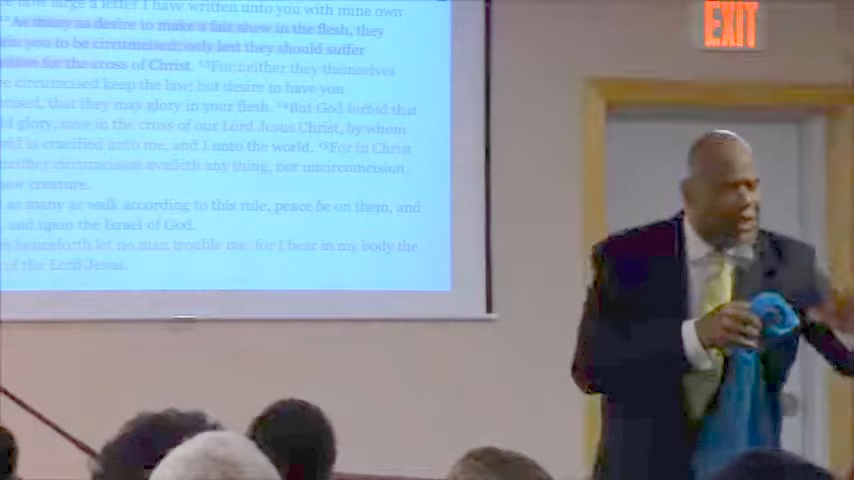 how large a letter I have written unto you with mine own
As many as desire to make a fair shew in the flesh, they
you to be circumcised; only lest they should suffer
for the cross of Christ. ¹³For neither they themselves
circumcised keep the law; but desire to have you
that they may glory in your flesh. ¹⁴But God forbid that
glory, save in the cross of our Lord Jesus Christ, by whom
is crucified unto me, and I unto the world. ¹⁵For in Christ
neither circumcision availeth any thing, nor uncircumcision,
new creature.
as many as walk according to this rule, peace be on them, and
and upon the Israel of God.
henceforth let no man trouble me: for I bear in my body the
of the Lord Jesus.
EXIT